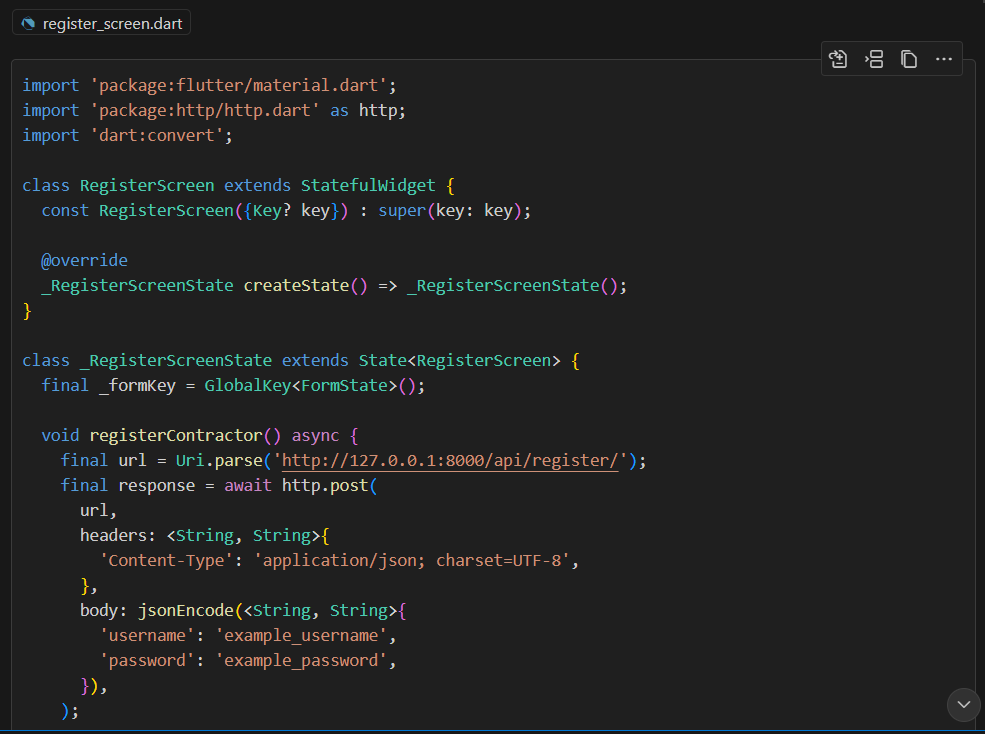 register_screen.dart
import 'package:flutter/material.dart';
import 'package:http/http.dart' as http;
import 'dart:convert';

class RegisterScreen extends StatefulWidget {
  const RegisterScreen({Key? key}) : super(key: key);

  @override
  _RegisterScreenState createState() => _RegisterScreenState();
}

class _RegisterScreenState extends State<RegisterScreen> {
  final _formKey = GlobalKey<FormState>();

  void registerContractor() async {
    final url = Uri.parse('http://127.0.0.1:8000/api/register/');
    final response = await http.post(
      url,
      headers: <String, String>{
        'Content-Type': 'application/json; charset=UTF-8',
      },
      body: jsonEncode(<String, String>{
        'username': 'example_username',
        'password': 'example_password',
      }),
    );